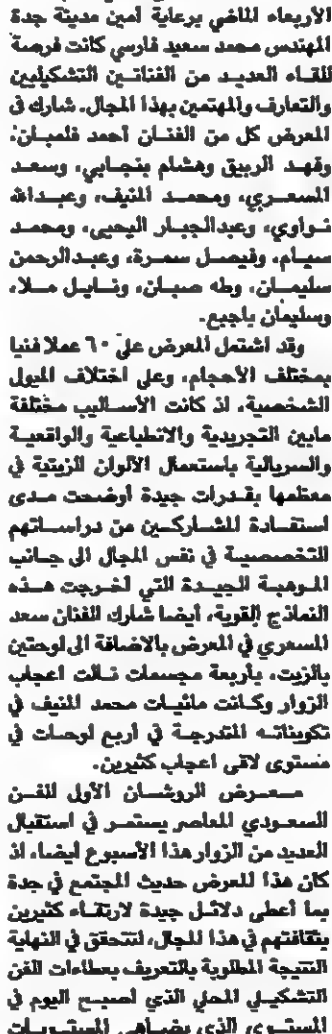 الأربعاء الماضي برعاية أمين مدينة جدة
المهندس محمد سعيد فارسي كانت فرصة
للقاء العديد من الفنانين التشكيليين
والتعارف والمهتمين بهذا المجال. شارك في
المعرض كل من الفنان أحمد فلمبان،
وفهد الربيق وهشام بنجابي، وسعد
المسعري، ومحمد المنيف، وعبدالله
نواوي، وعبدالجبار اليحيى، ومحمد
سيام، وفيصل سمرة، وعبدالرحمن
سليمان، وطه صبان، ونايل ملا،
وسليمان باجبع.
وقد اشتمل المعرض على ٦٠ عملا فنيا
بمختلف الأحجام، وعلى اختلاف الميول
الشخصية، اذ كانت الأساليب مختلفة
مابين التجريدية والانطباعية والواقعية
والسريالية باستعمال الألوان الزيتية في
معظمها بقدرات جيدة أوضحت مدى
استفادة المشاركين من دراساتهم
التخصصية في نفس المجال الى جانب
الموهبة الجيدة التي أخرجت هذه
النماذج القوية، أيضا شارك الفنان سعد
المسعري في المعرض بالاضافة الى لوحتين
بالزيت، بأربعة مجسمات نالت اعجاب
الزوار وكانت مائيات محمد المنيف في
تكويناته المتدرجة في أربع لوحات في
مستوى لاقى اعجاب كثيرين.
معرض الروشان الأول للفن
السعودي المعاصر يستمر في استقبال
العديد من الزوار هذا الأسبوع أيضا، اذ
كان هذا المعرض حديث المجتمع في جدة
بما أعطى دلائل جيدة لارتقاء كثيرين
بثقافتهم في هذا المجال، لتتحقق في النهاية
النتيجة المطلوبة بالتعريف بعطاءات الفن
التشكيلي المحلي الذي أصبح اليوم في
المستوى الذي يضاهي المستويات